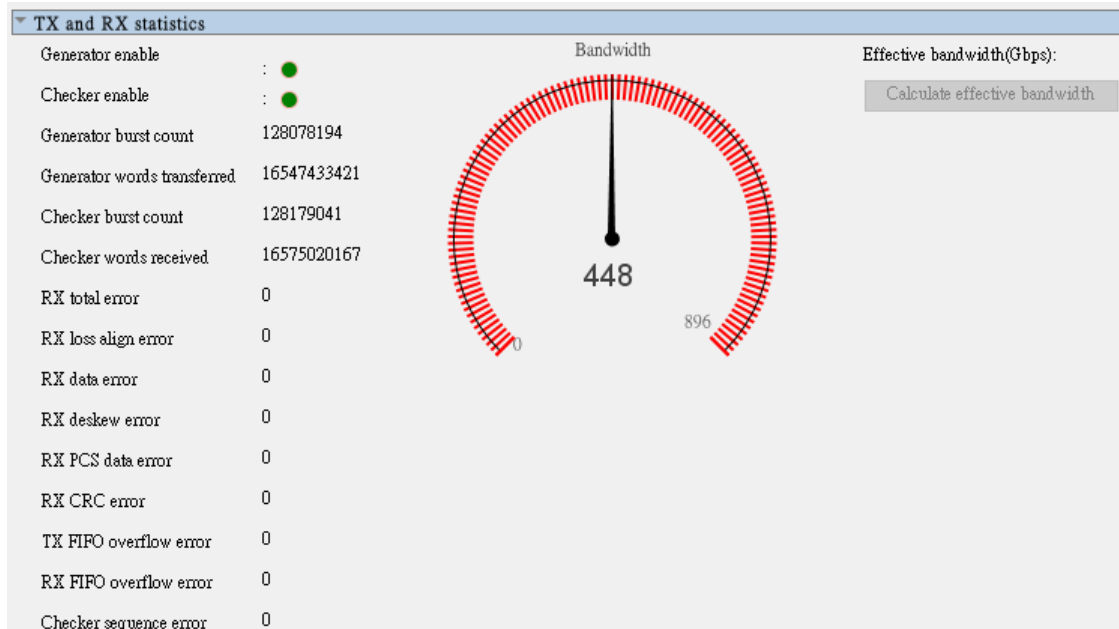 TX and RX statistics
Generator enable :
Checker enable :
Generator burst count 128078194
Generator words transferred 16547433421
Checker burst count 128179041
Checker words received 16575020167
RX total error 0
RX loss align error 0
RX data error 0
RX deskew error 0
RX PCS data error 0
RX CRC error 0
TX FIFO overflow error 0
RX FIFO overflow error 0
Checker sequence error 0
Bandwidth
448
0
896
Effective bandwidth(Gbps):
Calculate effective bandwidth